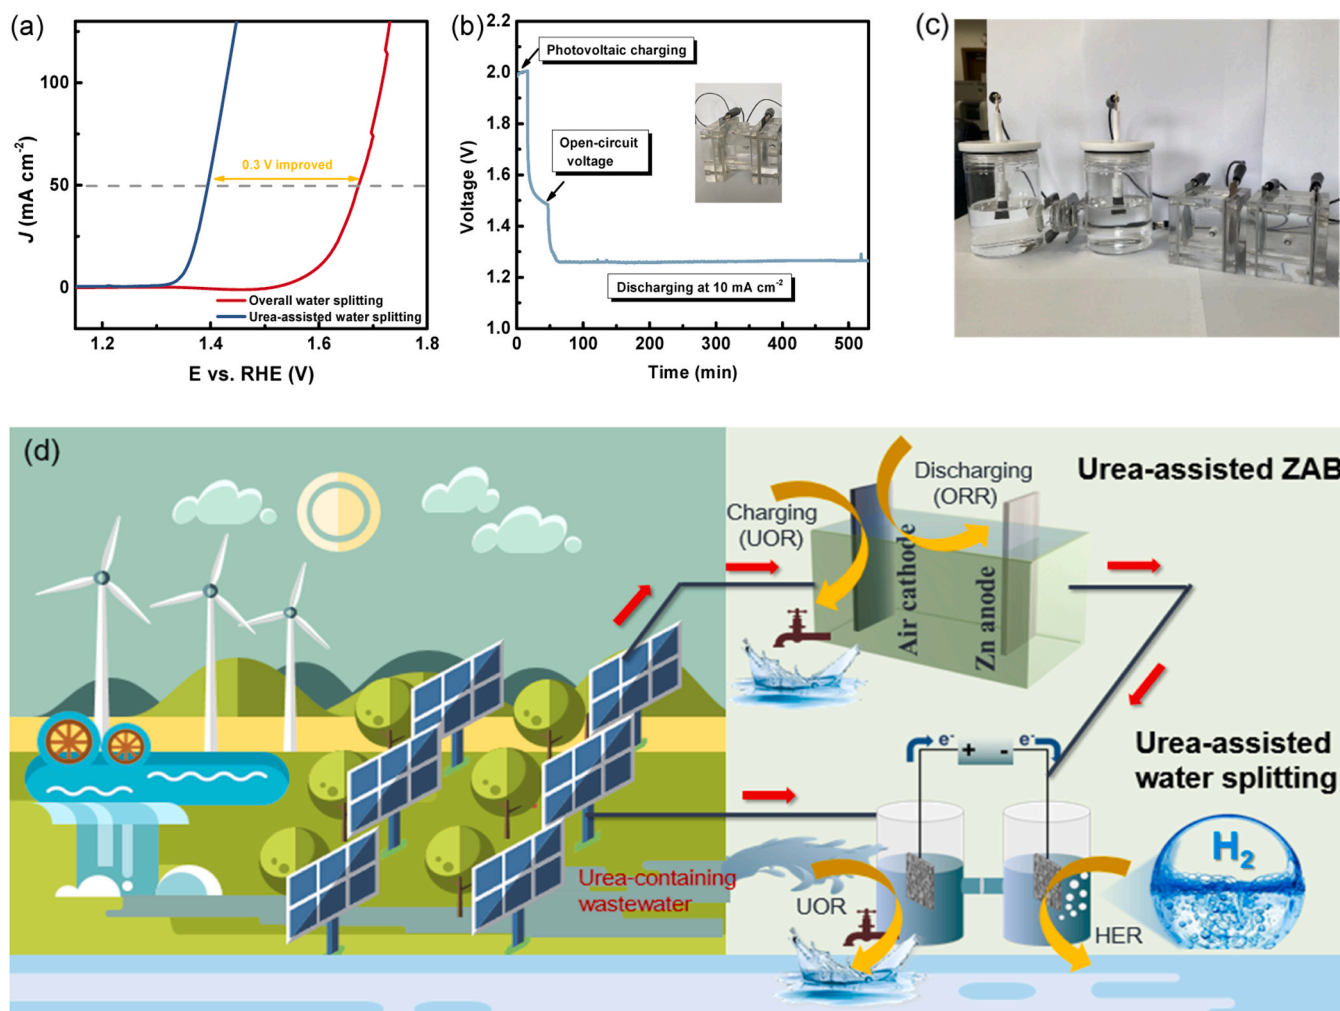 (a)
J (mA cm-2)
100
50
0
0.3 V improved
Overall water splitting
Urea-assisted water splitting
1.2
1.4
1.6
1.8
E vs. RHE (V)
(b)
Voltage (V)
2.2
2.0
1.8
1.6
1.4
1.2
1.0
Photovoltaic charging
Open-circuit
voltage
Discharging at 10 mA cm-2
0
100
200
300
400
500
Time (min)
(c)
(d)
Urea-assisted ZAB
Discharging
(ORR)
Charging
(UOR)
Air cathode
Zn anode
Urea-assisted
water splitting
e-
+
-
e-
H2
Urea-containing
wastewater
UOR
HER